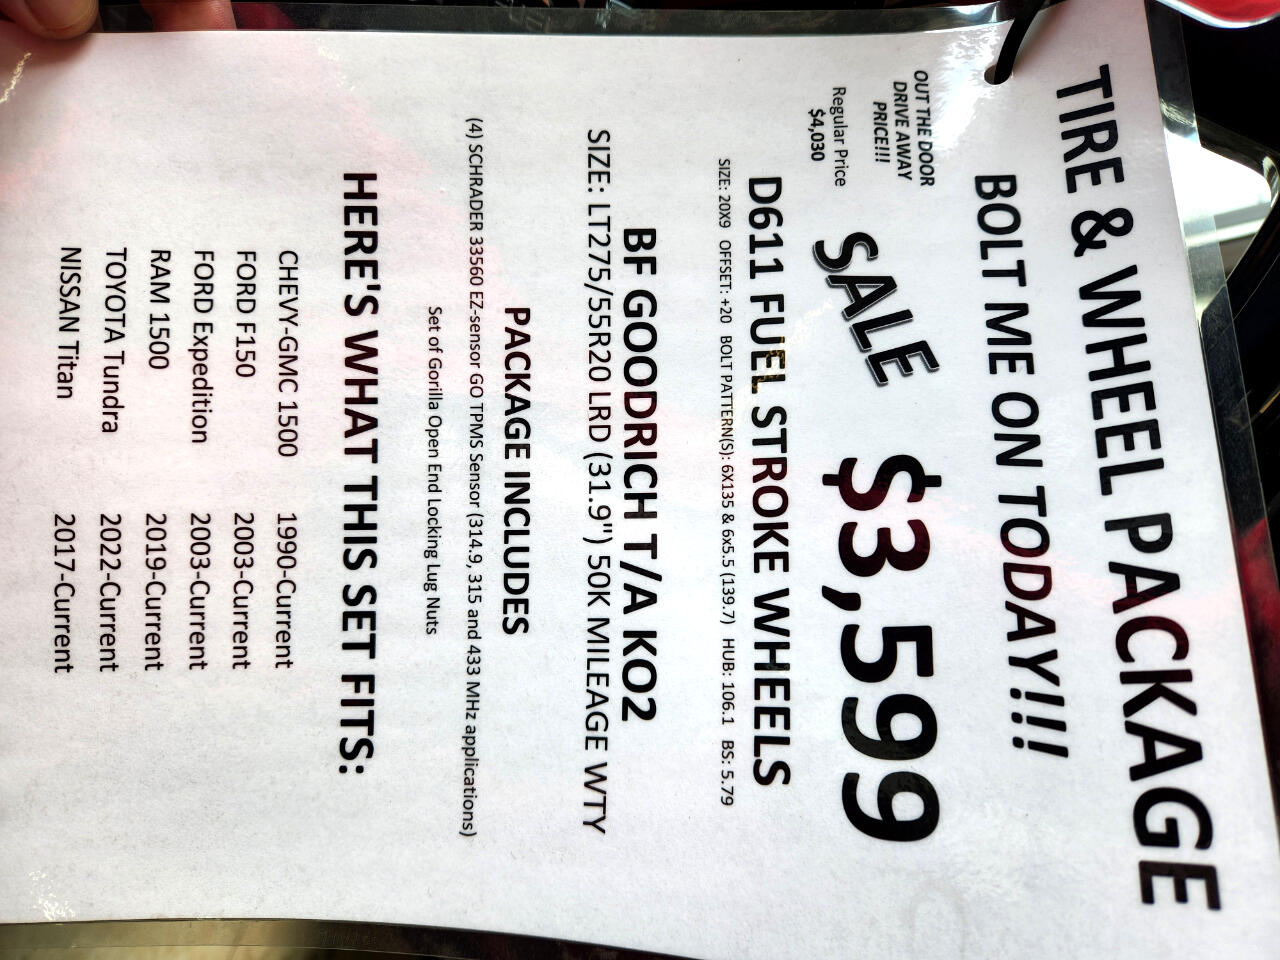 TIRE & WHEEL PACKAGE
BOLT ME ON TODAY!!!
OUT THE DOOR
DRIVE AWAY
PRICE!!!
Regular Price
$4,030
SALE $3,599
D611 FUEL STROKE WHEELS
SIZE: 20X9 OFFSET: +20 BOLT PATTERN(S): 6X135 & 6x5.5 (139.7) HUB: 106.1 BS: 5.79
BF GOODRICH T/A KO2
SIZE: LT275/55R20 LRD (31.9") 50K MILEAGE WTY
PACKAGE INCLUDES
(4) SCHRADER 33560 EZ-sensor GO TPMS Sensor (314.9, 315 and 433 MHz applications)
Set of Gorilla Open End Locking Lug Nuts
HERE'S WHAT THIS SET FITS:
CHEVY-GMC 1500 1990-Current
FORD F150 2003-Current
FORD Expedition 2003-Current
RAM 1500 2019-Current
TOYOTA Tundra 2022-Current
NISSAN Titan 2017-Current